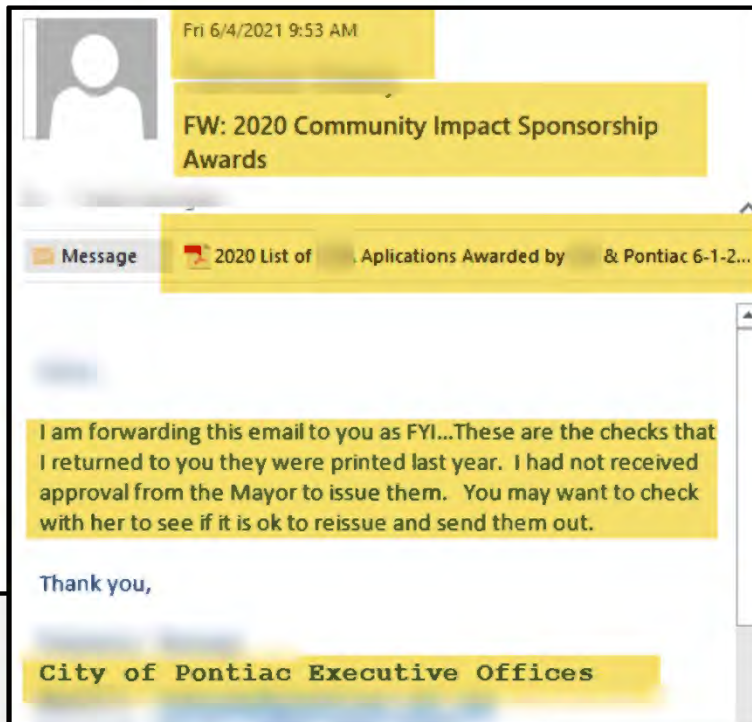 Fri 6/4/2021 9:53 AM
FW: 2020 Community Impact Sponsorship
Awards
Message 2020 List of Aplications Awarded by & Pontiac 6-1-2...
I am forwarding this email to you as FYI...These are the checks that
I returned to you they were printed last year. I had not received
approval from the Mayor to issue them. You may want to check
with her to see if it is ok to reissue and send them out.
Thank you,
City of Pontiac Executive Offices